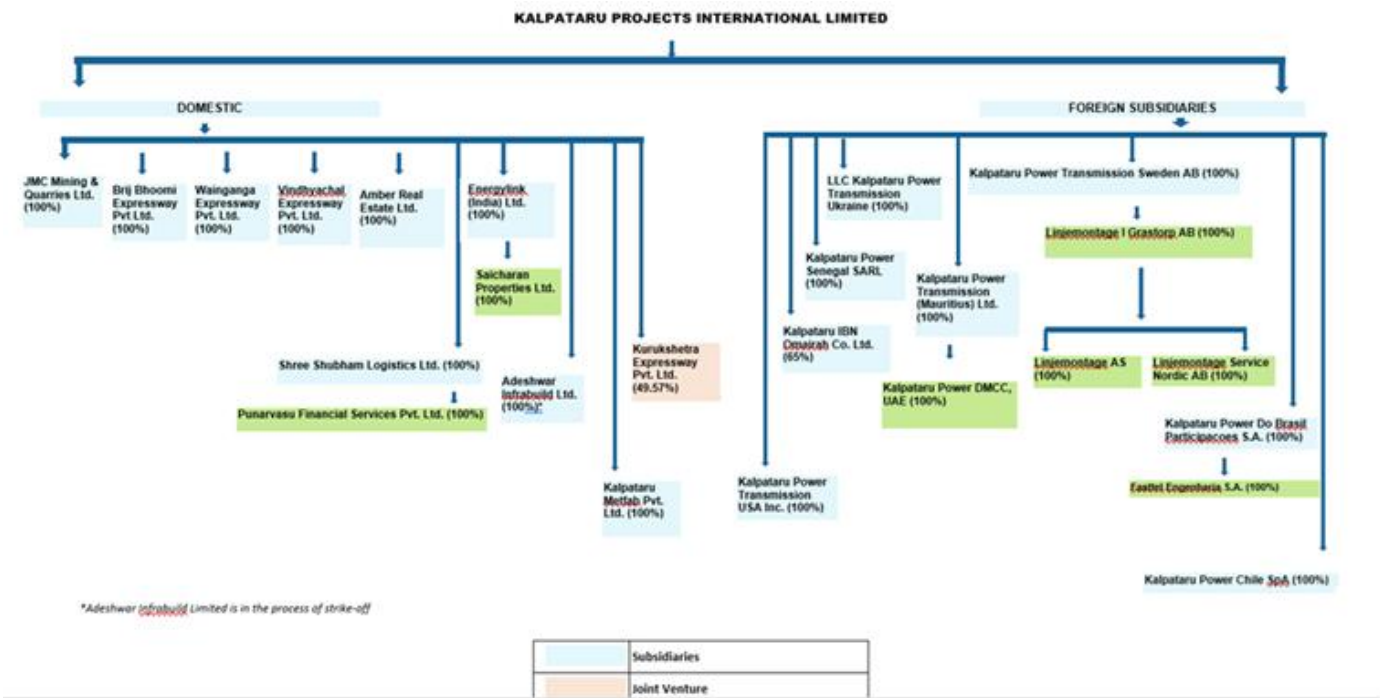 KALPATARU PROJECTS INTERNATIONAL LIMITED
DOMESTIC
FOREIGN SUBSIDIARIES
JMC Mining &
Quarries Ltd.
(100%)
Brij Bhoomi
Expressway
Pvt Ltd.
(100%)
Wainganga
Expressway
Pvt. Ltd.
(100%)
Vindhyachal
Expressway
Pvt. Ltd.
(100%)
Amber Real
Estate Ltd.
(100%)
Energylink
(India) Ltd.
(100%)
Saicharan
Properties Ltd.
(100%)
Shree Shubham Logistics Ltd. (100%)
Punarvasu Financial Services Pvt. Ltd. (100%)
Adeshwar
Infrabuild Ltd.
(100%)*
Kurukshetra
Expressway
Pvt. Ltd.
(49.57%)
Kalpataru
Metfab Pvt.
Ltd. (100%)
LLC Kalpataru Power
Transmission
Ukraine (100%)
Kalpataru Power
Senegal SARL
(100%)
Kalpataru IBN
Omairah Co. Ltd.
(65%)
Kalpataru Power
Transmission
USA Inc. (100%)
Kalpataru Power
Transmission
(Mauritius) Ltd.
(100%)
Kalpataru Power DMCC,
UAE (100%)
Kalpataru Power Transmission Sweden AB (100%)
Linjemontage I Grastorp AB (100%)
Linjemontage AS
(100%)
Linjemontage Service
Nordic AB (100%)
Kalpataru Power Do Brasil
Participacoes S.A. (100%)
Fasttel Engenharia S.A. (100%)
Kalpataru Power Chile SpA (100%)
*Adeshwar Infrabuild Limited is in the process of strike-off
Subsidiaries
Joint Venture